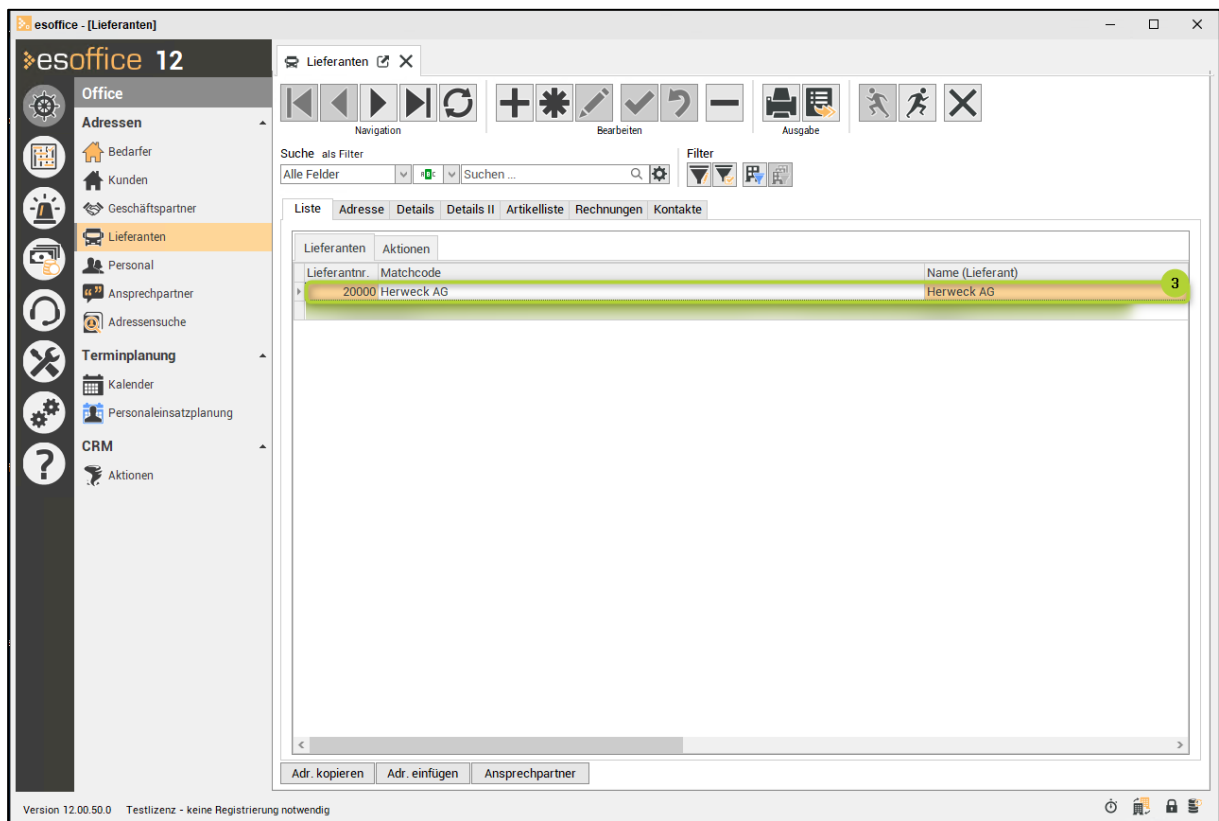 esoffice - [Lieferanten]
esoffice 12
Office
Adressen
Bedarfer
Kunden
Geschäftspartner
Lieferanten
Personal
Ansprechpartner
Adressensuche
Terminplanung
Kalender
Personaleinsatzplanung
CRM
Aktionen
Lieferanten
Navigation
Bearbeiten
Ausgabe
Suche als Filter
Filter
Alle Felder
Suchen ...
Liste Adresse Details Details II Artikelliste Rechnungen Kontakte
Lieferanten Aktionen
Lieferantnr. Matchcode Name (Lieferant)
20000 Herweck AG Herweck AG
3
Adr. kopieren Adr. einfügen Ansprechpartner
Version 12.00.50.0 Testlizenz - keine Registrierung notwendig